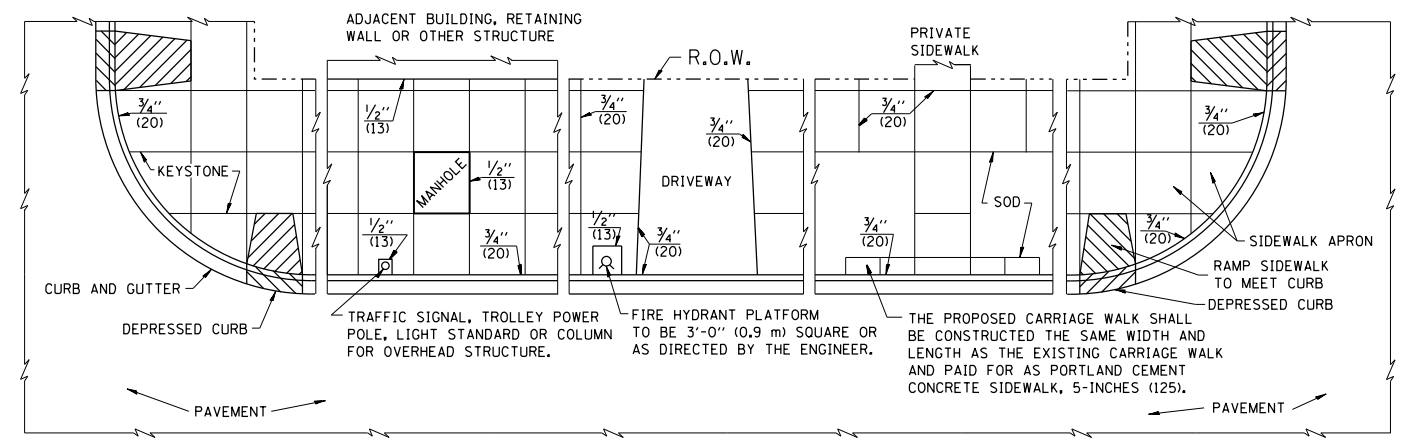 ADJACENT BUILDING, RETAINING
WALL OR OTHER STRUCTURE
R.O.W.
PRIVATE
SIDEWALK
3/4"
(20)
1/2"
(13)
3/4"
(20)
3/4"
(20)
3/4"
(20)
3/4"
(20)
KEYSTONE
MANHOLE
1/2"
(13)
DRIVEWAY
SOD
1/2"
(13)
3/4"
(20)
1/2"
(13)
3/4"
(20)
3/4"
(20)
3/4"
(20)
SIDEWALK APRON
RAMP SIDEWALK
TO MEET CURB
DEPRESSED CURB
CURB AND GUTTER
DEPRESSED CURB
TRAFFIC SIGNAL, TROLLEY POWER
POLE, LIGHT STANDARD OR COLUMN
FOR OVERHEAD STRUCTURE.
FIRE HYDRANT PLATFORM
TO BE 3'-0" (0.9 m) SQUARE OR
AS DIRECTED BY THE ENGINEER.
THE PROPOSED CARRIAGE WALK SHALL
BE CONSTRUCTED THE SAME WIDTH AND
LENGTH AS THE EXISTING CARRIAGE WALK
AND PAID FOR AS PORTLAND CEMENT
CONCRETE SIDEWALK, 5-INCHES (125).
PAVEMENT
PAVEMENT